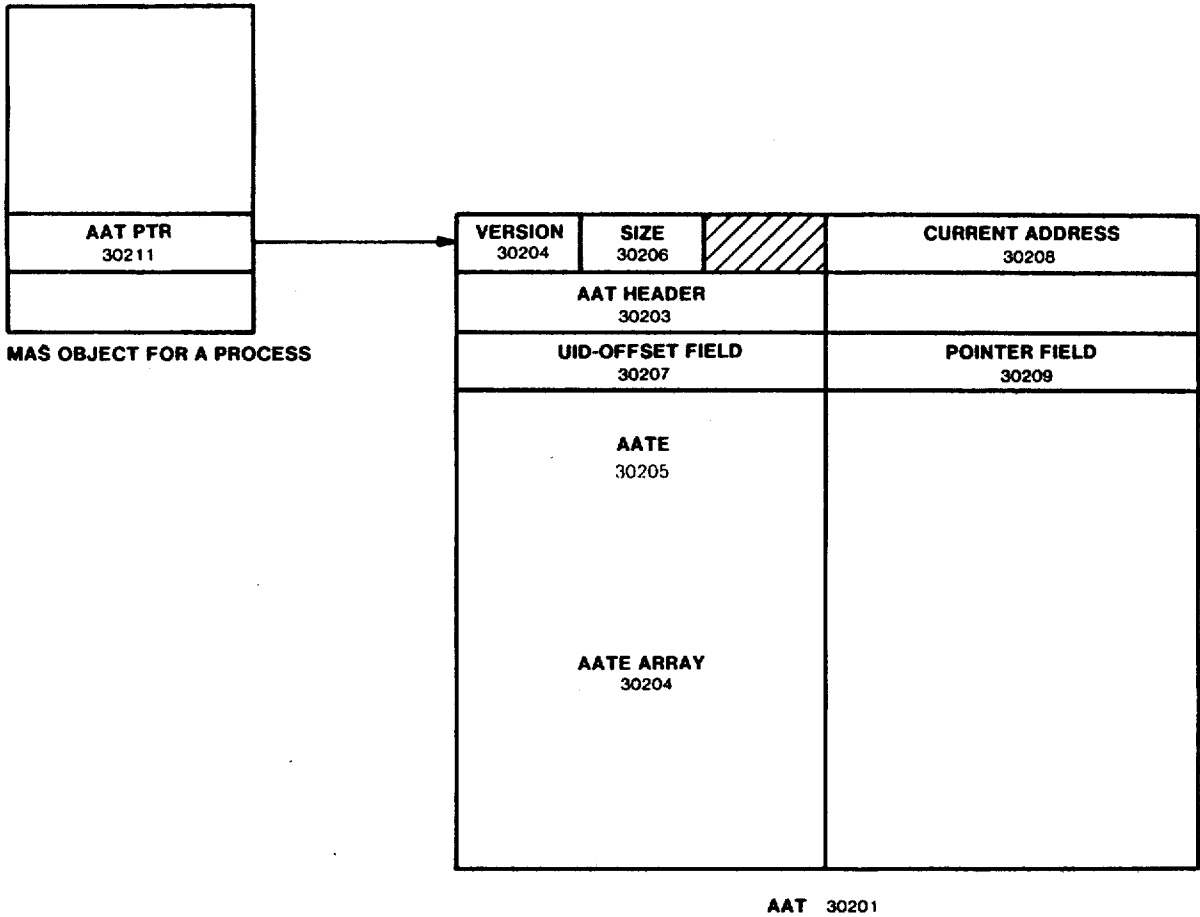 AAT PTR
30211
MAS OBJECT FOR A PROCESS
VERSION
30204
SIZE
30206
CURRENT ADDRESS
30208
AAT HEADER
30203
UID-OFFSET FIELD
30207
POINTER FIELD
30209
AATE
30205
AATE ARRAY
30204
AAT 30201